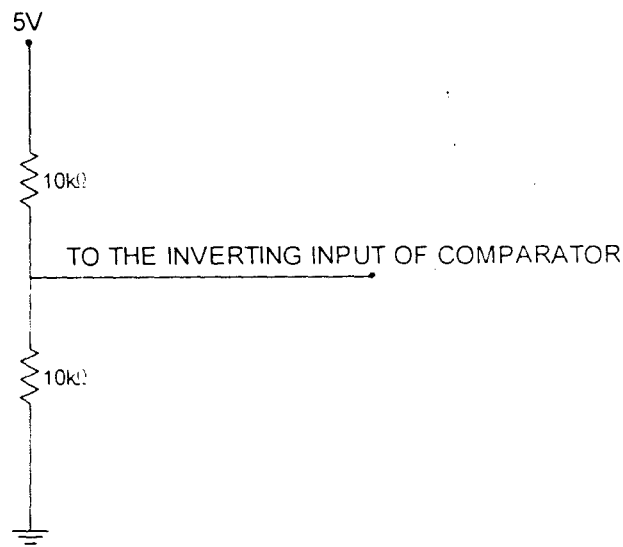 5V
10kΩ
TO THE INVERTING INPUT OF COMPARATOR
10kΩ